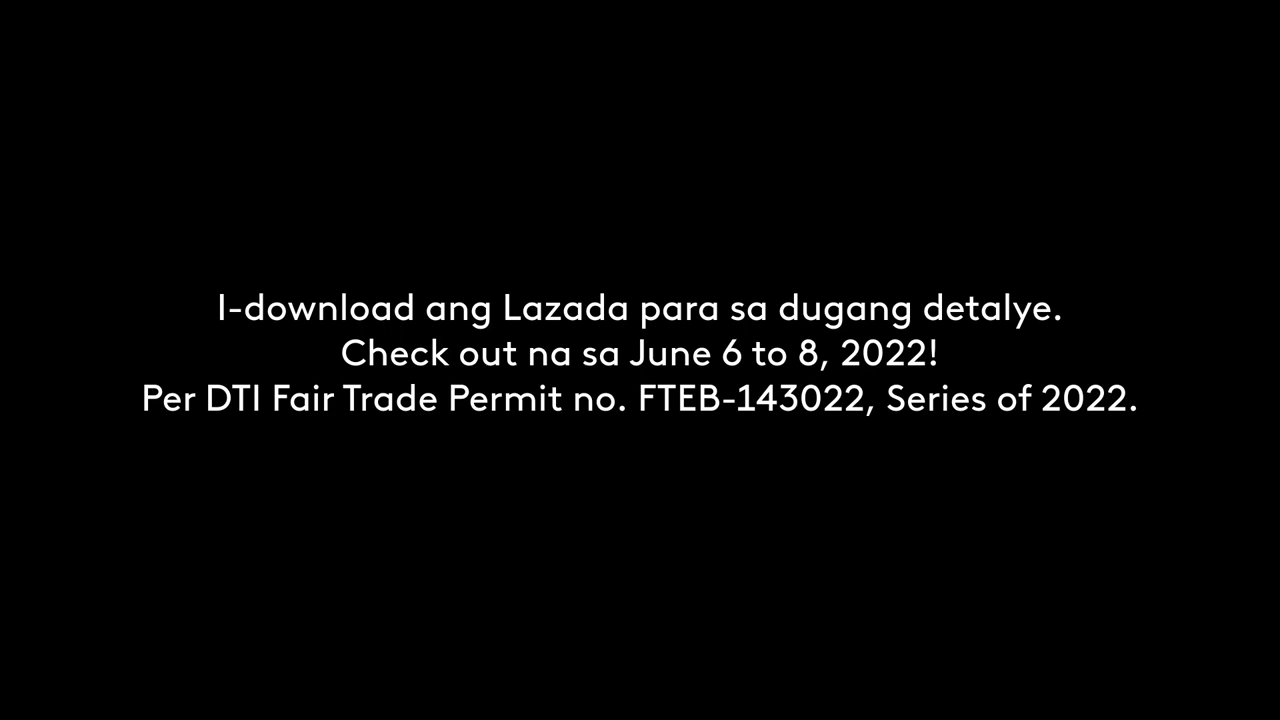 I-download ang Lazada para sa dugang detalye.
Check out na sa June 6 to 8, 2022!
Per DTI Fair Trade Permit no. FTEB-143022, Series of 2022.